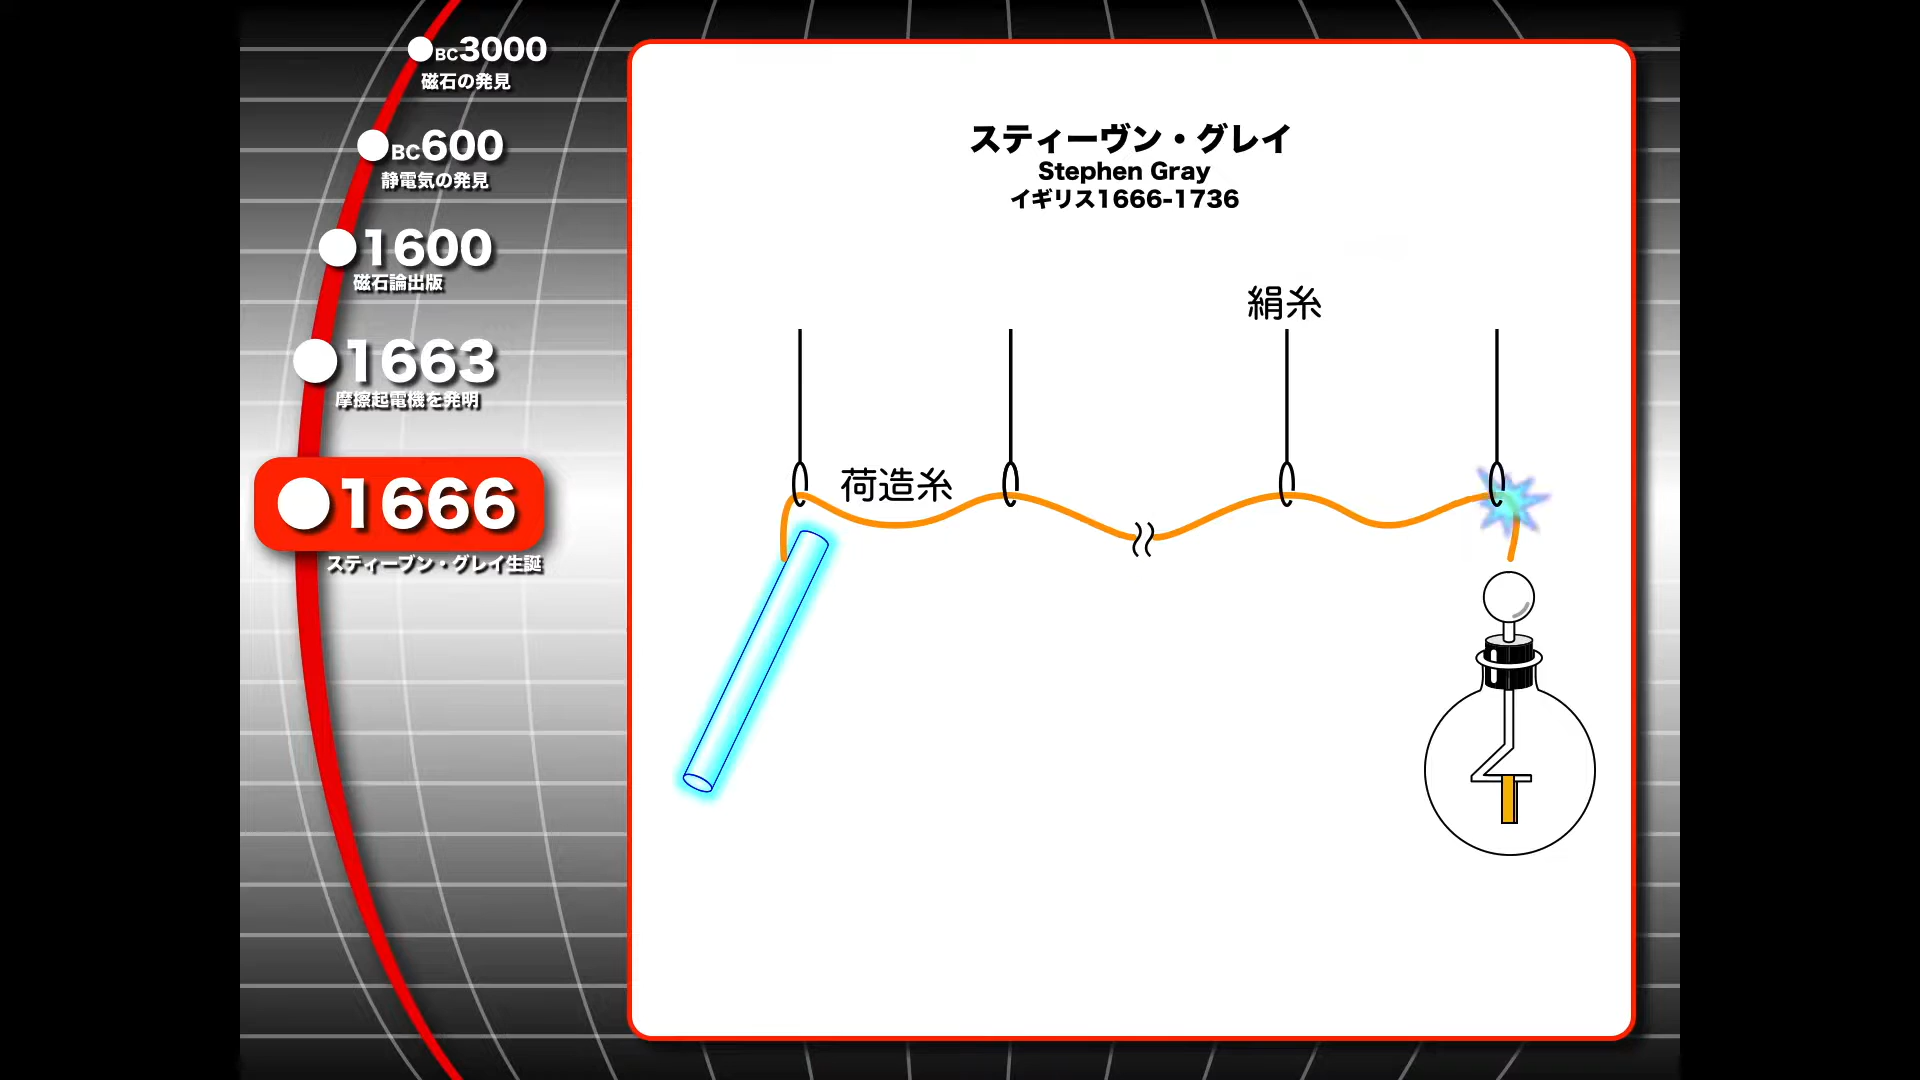 BC3000
磁石の発見
BC600
静電気の発見
1600
磁石論出版
1663
摩擦起電機を発明
1666
スティーブン・グレイ生誕
スティーヴン・グレイ
Stephen Gray
イギリス1666-1736
絹糸
荷造糸